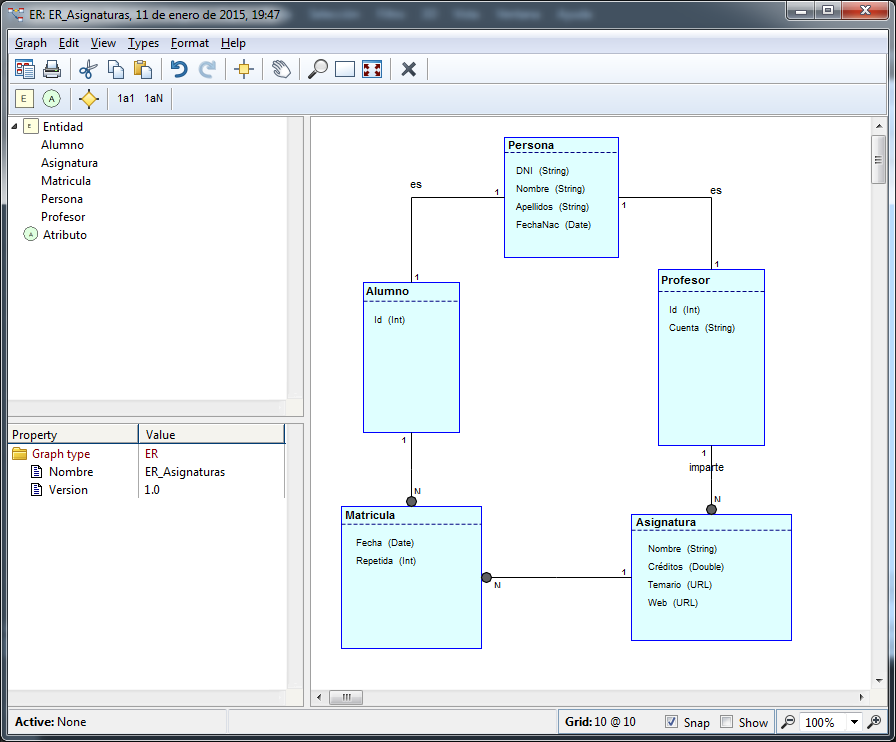 ER: ER_Asignaturas, 11 de enero de 2015, 19:47
Graph Edit View Types Format Help
E A 1a1 1aN
E Entidad
Alumno
Asignatura
Matricula
Persona
Profesor
A Atributo
Property Value
Graph type ER
Nombre ER_Asignaturas
Version 1.0
Persona
DNI (String)
Nombre (String)
Apellidos (String)
FechaNac (Date)
es
1
1
es
1
1
Alumno
Id (Int)
Profesor
Id (Int)
Cuenta (String)
1
N
1
imparte
N
Matricula
Fecha (Date)
Repetida (Int)
Asignatura
Nombre (String)
Créditos (Double)
Temario (URL)
Web (URL)
N
1
Active: None
Grid: 10 @ 10 Snap Show 100%